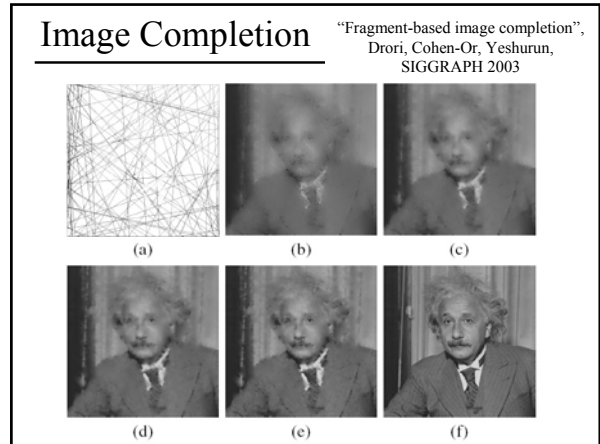 Image Completion
“Fragment-based image completion”,
Drori, Cohen-Or, Yeshurun,
SIGGRAPH 2003
(a)
(b)
(c)
(d)
(e)
(f)